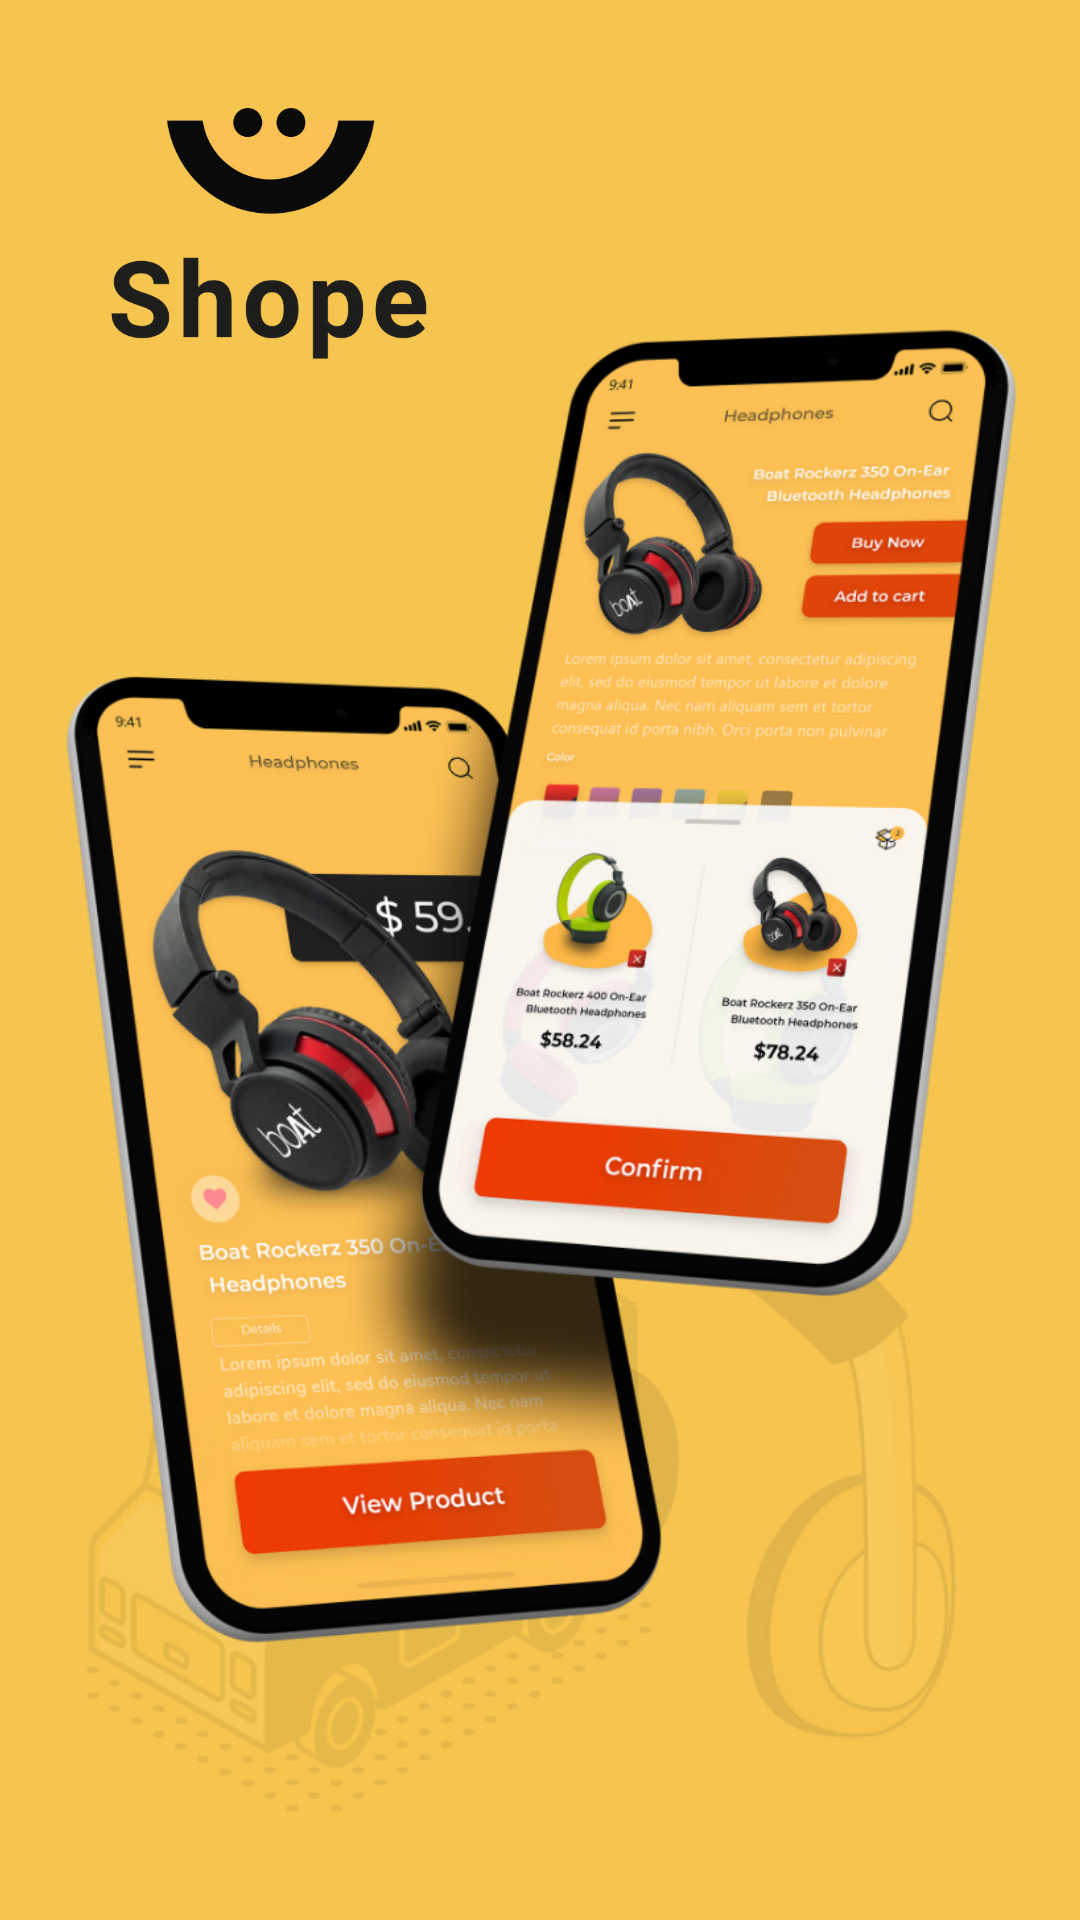 Shope
9:41
Headphones
Boat Rockerz 350 On-Ear
Bluetooth Headphones
Buy Now
Add to cart
boAt
Lorem ipsum dolor sit amet, consectetur adipiscing
elit, sed do eiusmod tempor ut labore et dolore
magna aliqua. Nec nam aliquam sem et tortor
consequat id porta nibh. Orci porta non pulvinar
Color
2
boAt
Boat Rockerz 400 On-Ear
Bluetooth Headphones
$58.24
Boat Rockerz 350 On-Ear
Bluetooth Headphones
$78.24
Confirm
9:41
Headphones
$ 59.
boAt
Boat Rockerz 350 On-E
Headphones
Details
Lorem ipsum dolor sit amet, consectetur
adipiscing elit, sed do eiusmod tempor ut
labore et dolore magna aliqua. Nec nam
aliquam sem et tortor consequat id porta
View Product